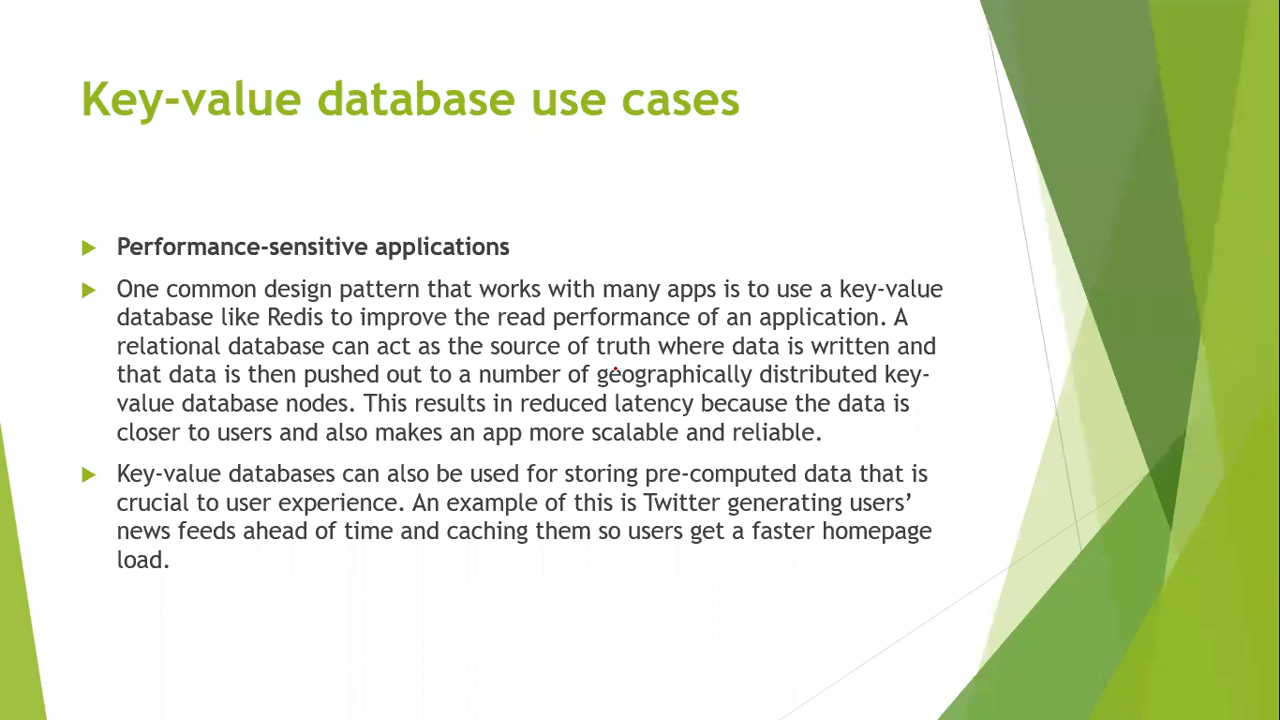 Key-value database use cases
Performance-sensitive applications
One common design pattern that works with many apps is to use a key-value
database like Redis to improve the read performance of an application. A
relational database can act as the source of truth where data is written and
that data is then pushed out to a number of geographically distributed key-
value database nodes. This results in reduced latency because the data is
closer to users and also makes an app more scalable and reliable.
Key-value databases can also be used for storing pre-computed data that is
crucial to user experience. An example of this is Twitter generating users’
news feeds ahead of time and caching them so users get a faster homepage
load.